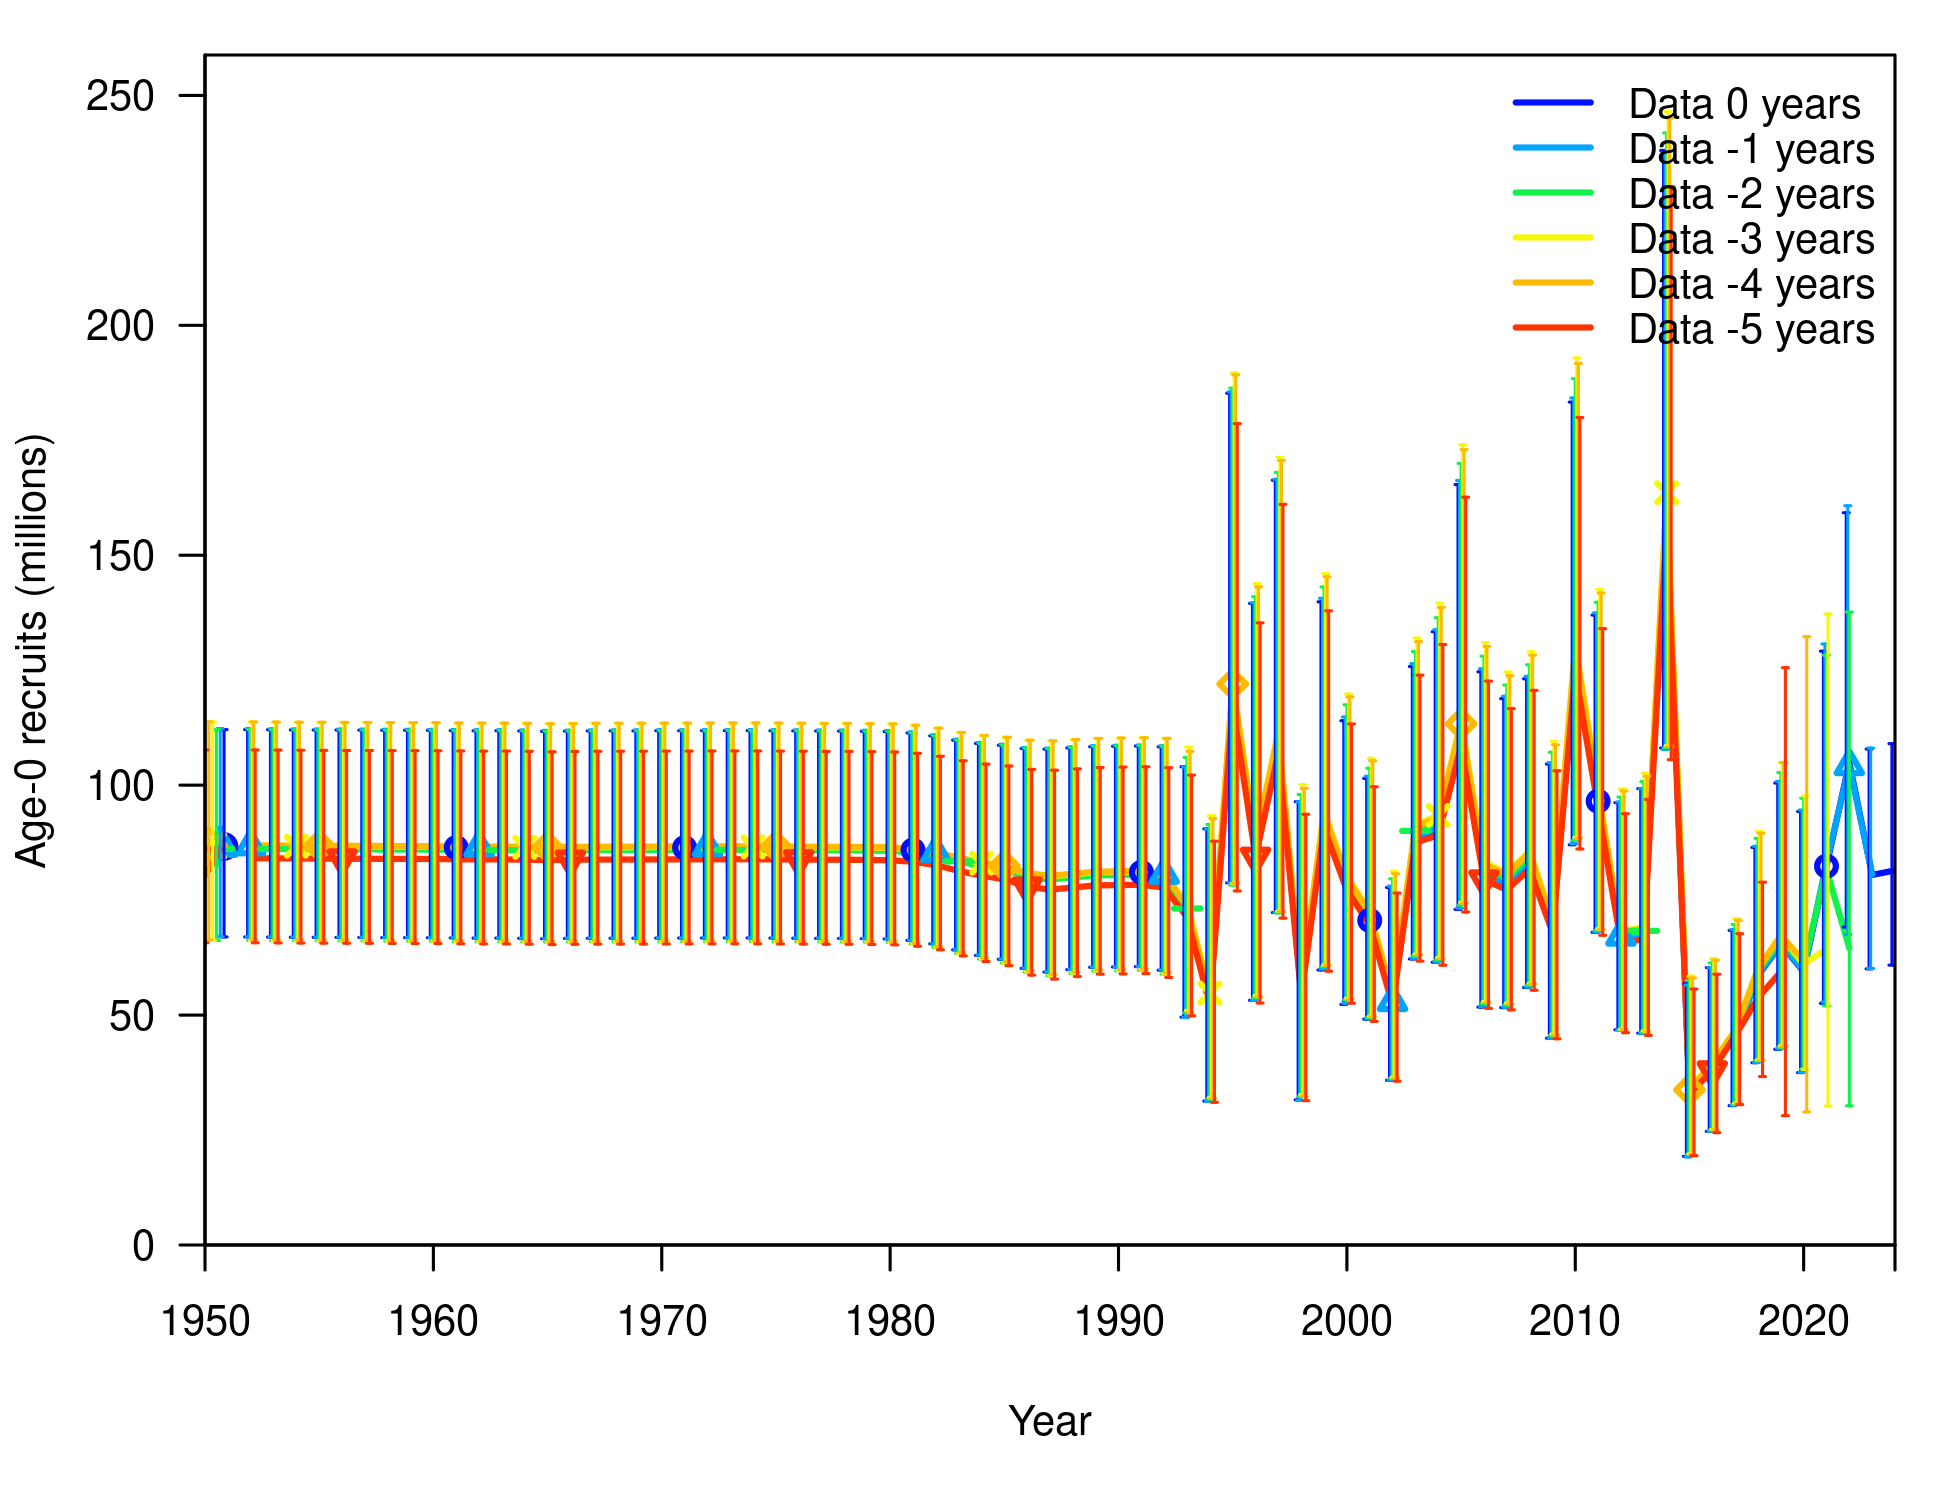 250
200
150
100
50
0
Age-0 recruits (millions)
Data 0 years
Data -1 years
Data -2 years
Data -3 years
Data -4 years
Data -5 years
1950 1960 1970 1980 1990 2000 2010 2020
Year